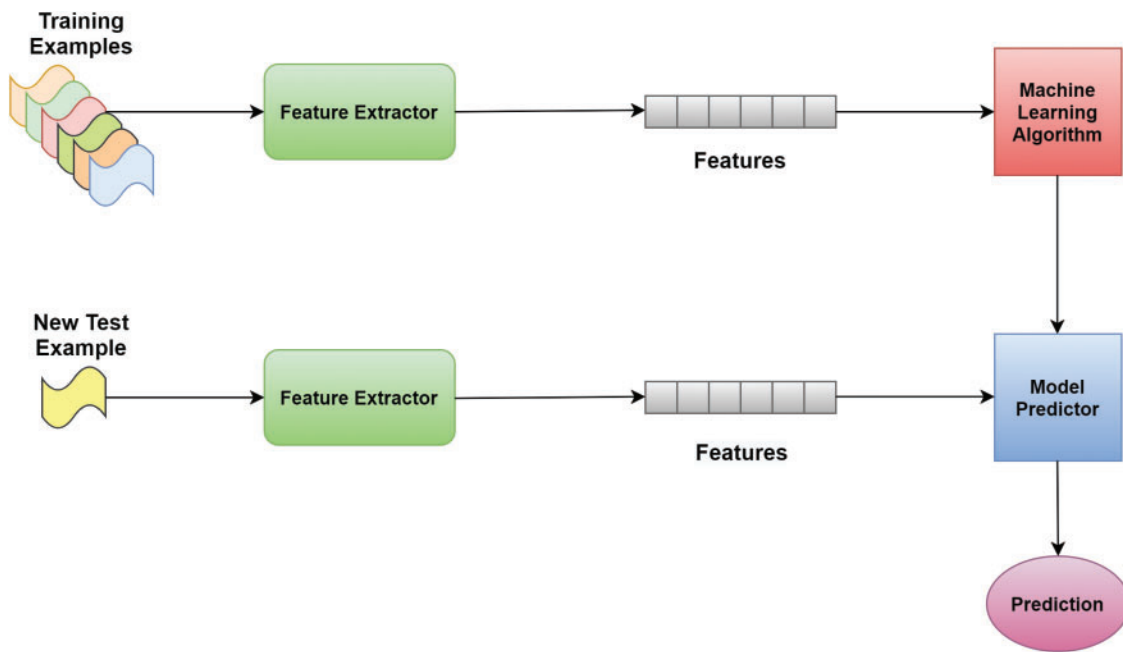 Training
Examples
Feature Extractor
Features
Machine
Learning
Algorithm
New Test
Example
Feature Extractor
Features
Model
Predictor
Prediction